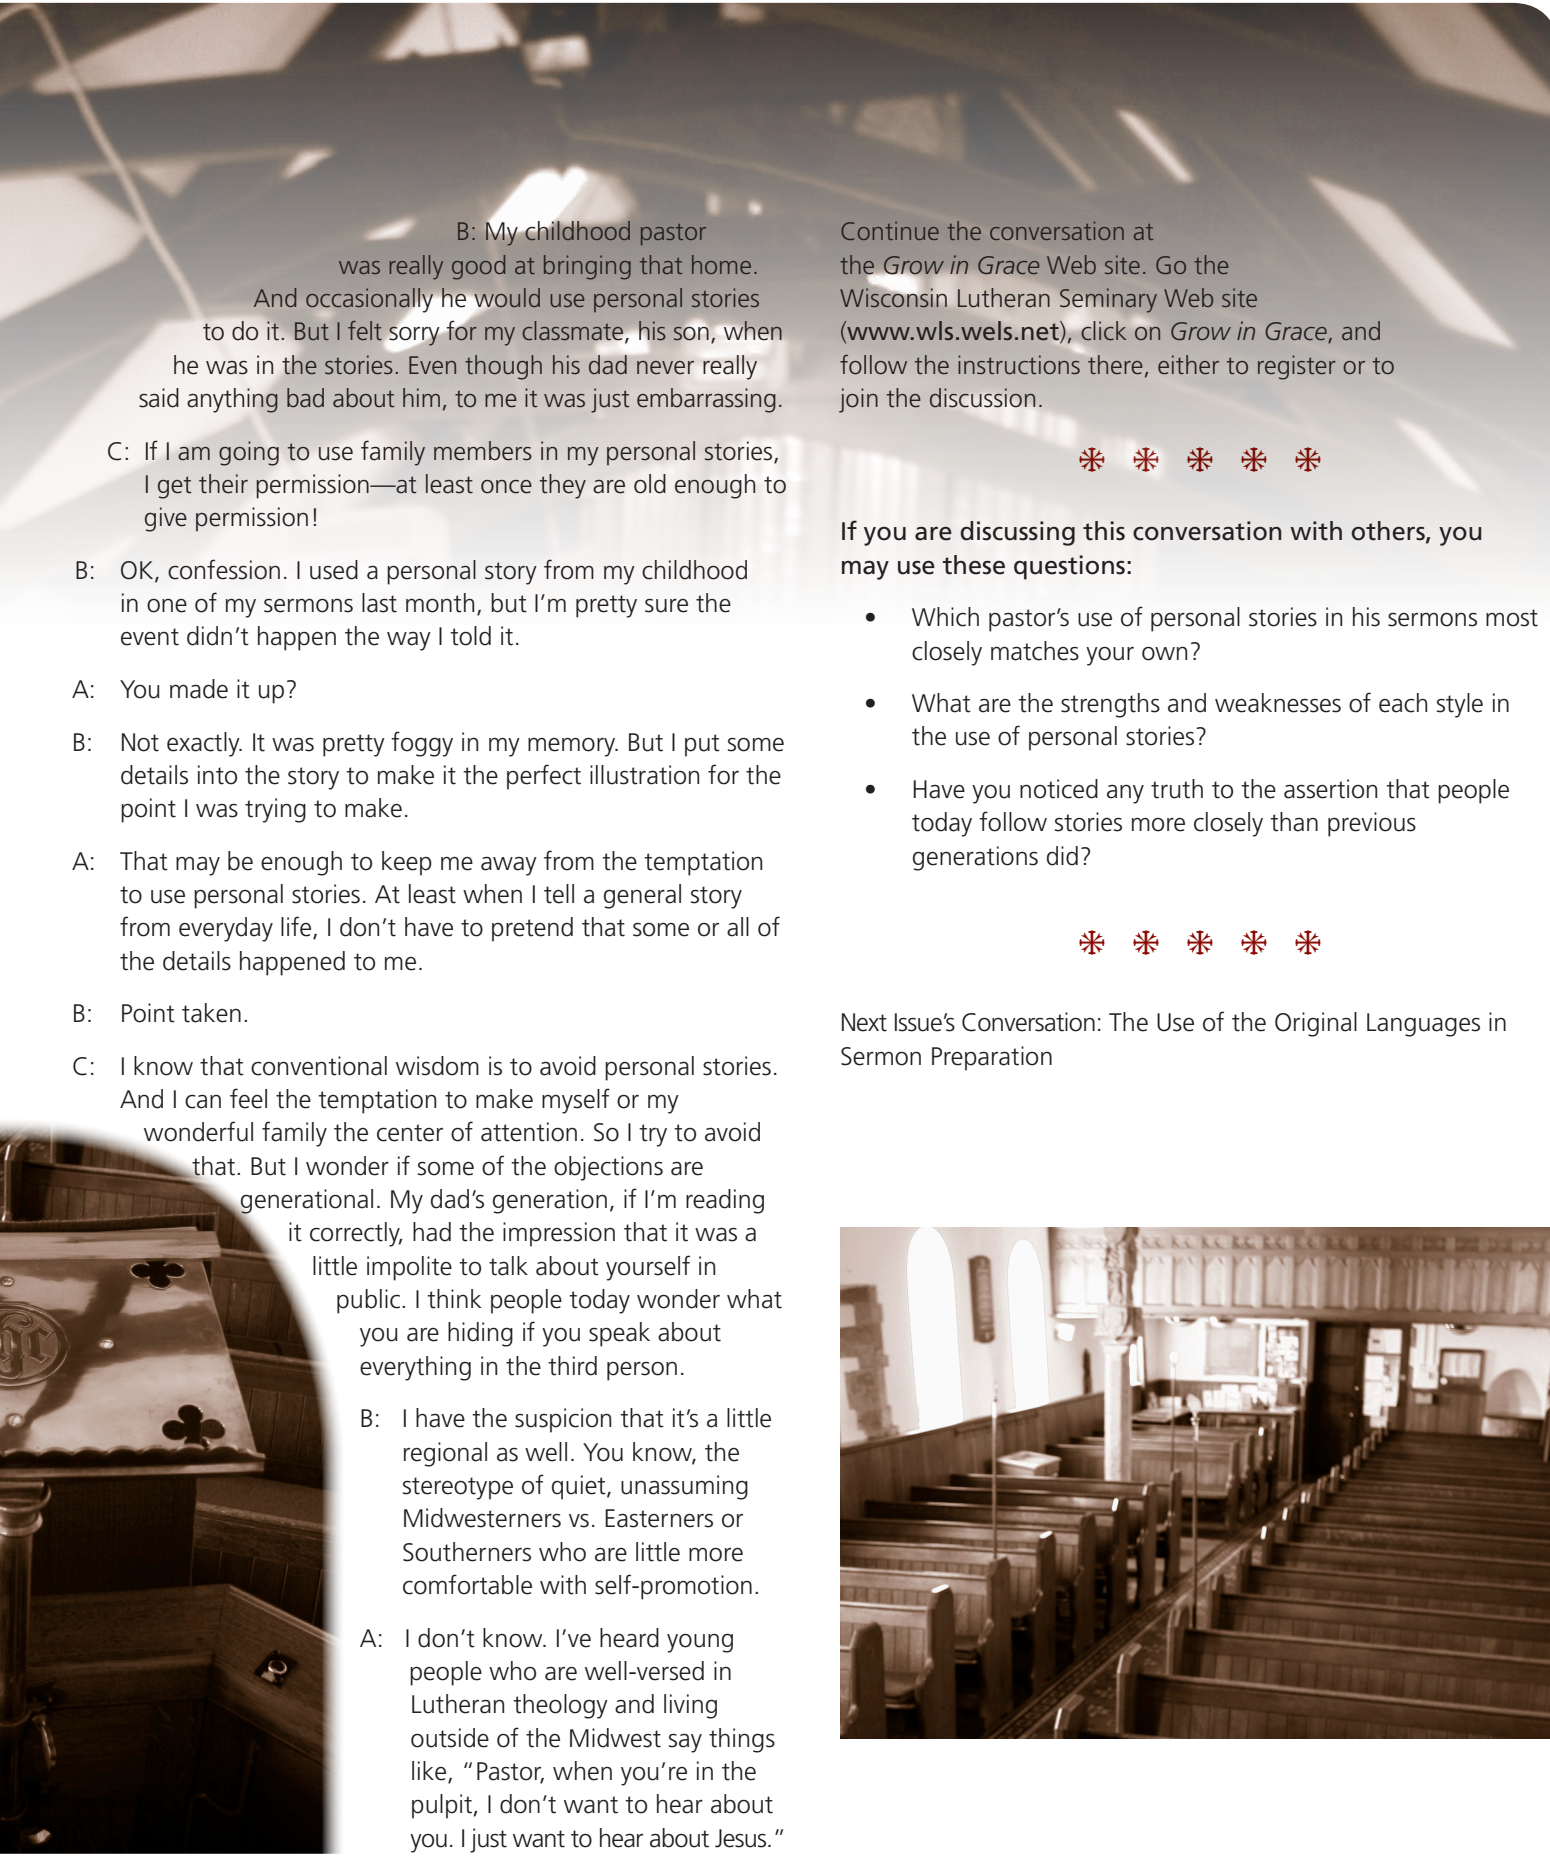 B: My childhood pastor
was really good at bringing that home.
And occasionally he would use personal stories
to do it. But I felt sorry for my classmate, his son, when
he was in the stories. Even though his dad never really
said anything bad about him, to me it was just embarrassing.
C: If I am going to use family members in my personal stories,
I get their permission—at least once they are old enough to
give permission!
B: OK, confession. I used a personal story from my childhood
in one of my sermons last month, but I’m pretty sure the
event didn’t happen the way I told it.
A: You made it up?
B: Not exactly. It was pretty foggy in my memory. But I put some
details into the story to make it the perfect illustration for the
point I was trying to make.
A: That may be enough to keep me away from the temptation
to use personal stories. At least when I tell a general story
from everyday life, I don’t have to pretend that some or all of
the details happened to me.
B: Point taken.
C: I know that conventional wisdom is to avoid personal stories.
And I can feel the temptation to make myself or my
wonderful family the center of attention. So I try to avoid
that. But I wonder if some of the objections are
generational. My dad’s generation, if I’m reading
it correctly, had the impression that it was a
little impolite to talk about yourself in
public. I think people today wonder what
you are hiding if you speak about
everything in the third person.
B: I have the suspicion that it’s a little
regional as well. You know, the
stereotype of quiet, unassuming
Midwesterners vs. Easterners or
Southerners who are little more
comfortable with self-promotion.
A: I don’t know. I’ve heard young
people who are well-versed in
Lutheran theology and living
outside of the Midwest say things
like, “Pastor, when you’re in the
pulpit, I don’t want to hear about
you. I just want to hear about Jesus.”
Continue the conversation at
the Grow in Grace Web site. Go the
Wisconsin Lutheran Seminary Web site
(www.wls.wels.net), click on Grow in Grace, and
follow the instructions there, either to register or to
join the discussion.
If you are discussing this conversation with others, you
may use these questions:
• Which pastor’s use of personal stories in his sermons most
closely matches your own?
• What are the strengths and weaknesses of each style in
the use of personal stories?
• Have you noticed any truth to the assertion that people
today follow stories more closely than previous
generations did?
Next Issue’s Conversation: The Use of the Original Languages in
Sermon Preparation